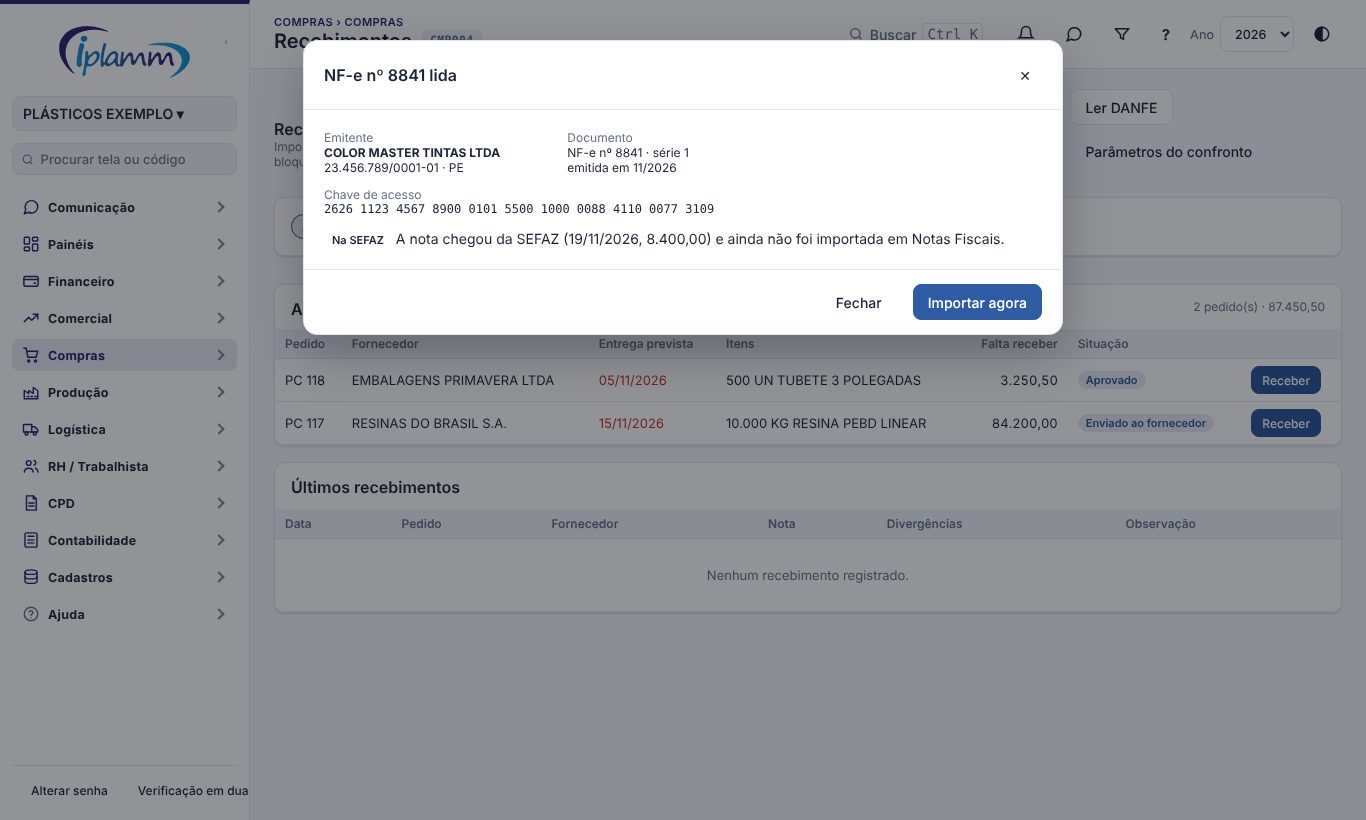 iplamm
PLÁSTICOS EXEMPLO ▾
Procurar tela ou código
Comunicação
Painéis
Financeiro
Comercial
Compras
Produção
Logística
RH / Trabalhista
CPD
Contabilidade
Cadastros
Ajuda
Alterar senha Verificação em dua
COMPRAS › COMPRAS
Recebimentos CMP004
Buscar Ctrl K
? Ano 2026
Ler DANFE
Parâmetros do confronto
Rec
Impo
bloqu
NF-e nº 8841 lida ×
Emitente Documento
COLOR MASTER TINTAS LTDA NF-e nº 8841 · série 1
23.456.789/0001-01 · PE emitida em 11/2026
Chave de acesso
2626 1123 4567 8900 0101 5500 1000 0088 4110 0077 3109
Na SEFAZ A nota chegou da SEFAZ (19/11/2026, 8.400,00) e ainda não foi importada em Notas Fiscais.
Fechar Importar agora
A 2 pedido(s) · 87.450,50
Pedido Fornecedor Entrega prevista Itens Falta receber Situação
PC 118 EMBALAGENS PRIMAVERA LTDA 05/11/2026 500 UN TUBETE 3 POLEGADAS 3.250,50 Aprovado Receber
PC 117 RESINAS DO BRASIL S.A. 15/11/2026 10.000 KG RESINA PEBD LINEAR 84.200,00 Enviado ao fornecedor Receber
Últimos recebimentos
Data Pedido Fornecedor Nota Divergências Observação
Nenhum recebimento registrado.